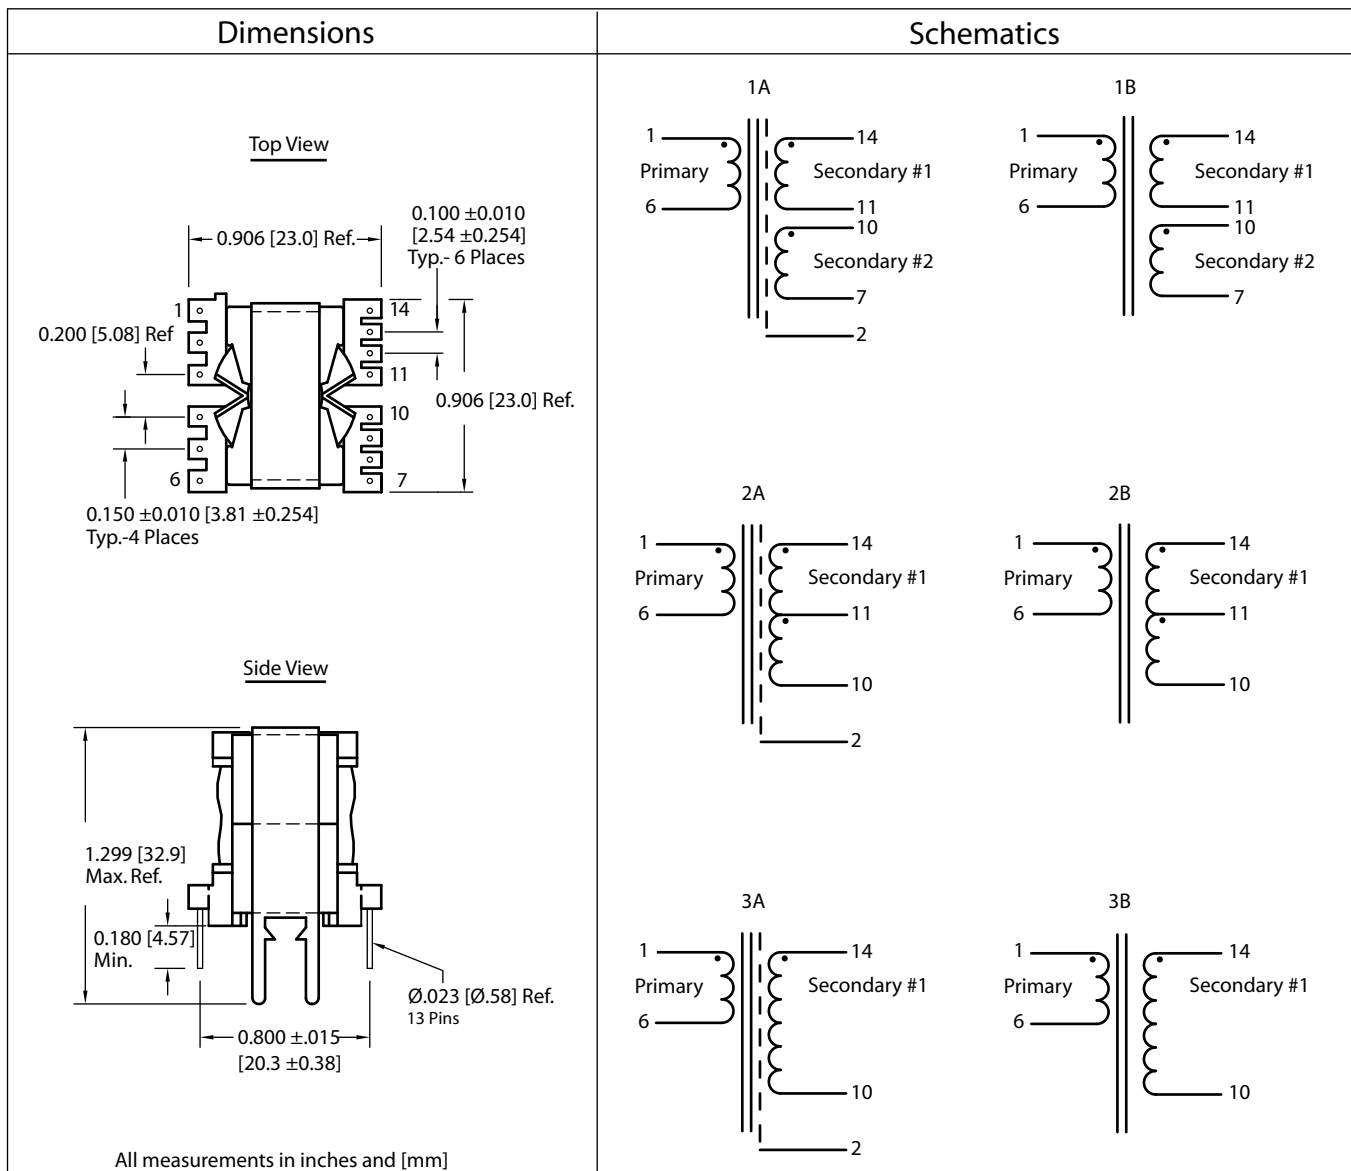 Dimensions
Top View
0.906 [23.0] Ref.
0.100 ±0.010
[2.54 ±0.254]
Typ.- 6 Places
1
14
0.200 [5.08] Ref
11
0.906 [23.0] Ref.
10
6
7
0.150 ±0.010 [3.81 ±0.254]
Typ.-4 Places
Side View
1.299 [32.9]
Max. Ref.
0.180 [4.57]
Min.
Ø.023 [Ø.58] Ref.
13 Pins
0.800 ±.015
[20.3 ±0.38]
All measurements in inches and [mm]
Schematics
1A
1
14
Primary
Secondary #1
6
11
10
Secondary #2
7
2
1B
1
14
Primary
Secondary #1
6
11
10
Secondary #2
7
2A
1
14
Primary
Secondary #1
6
11
10
2
2B
1
14
Primary
Secondary #1
6
11
10
3A
1
14
Primary
Secondary #1
6
10
2
3B
1
14
Primary
Secondary #1
6
10